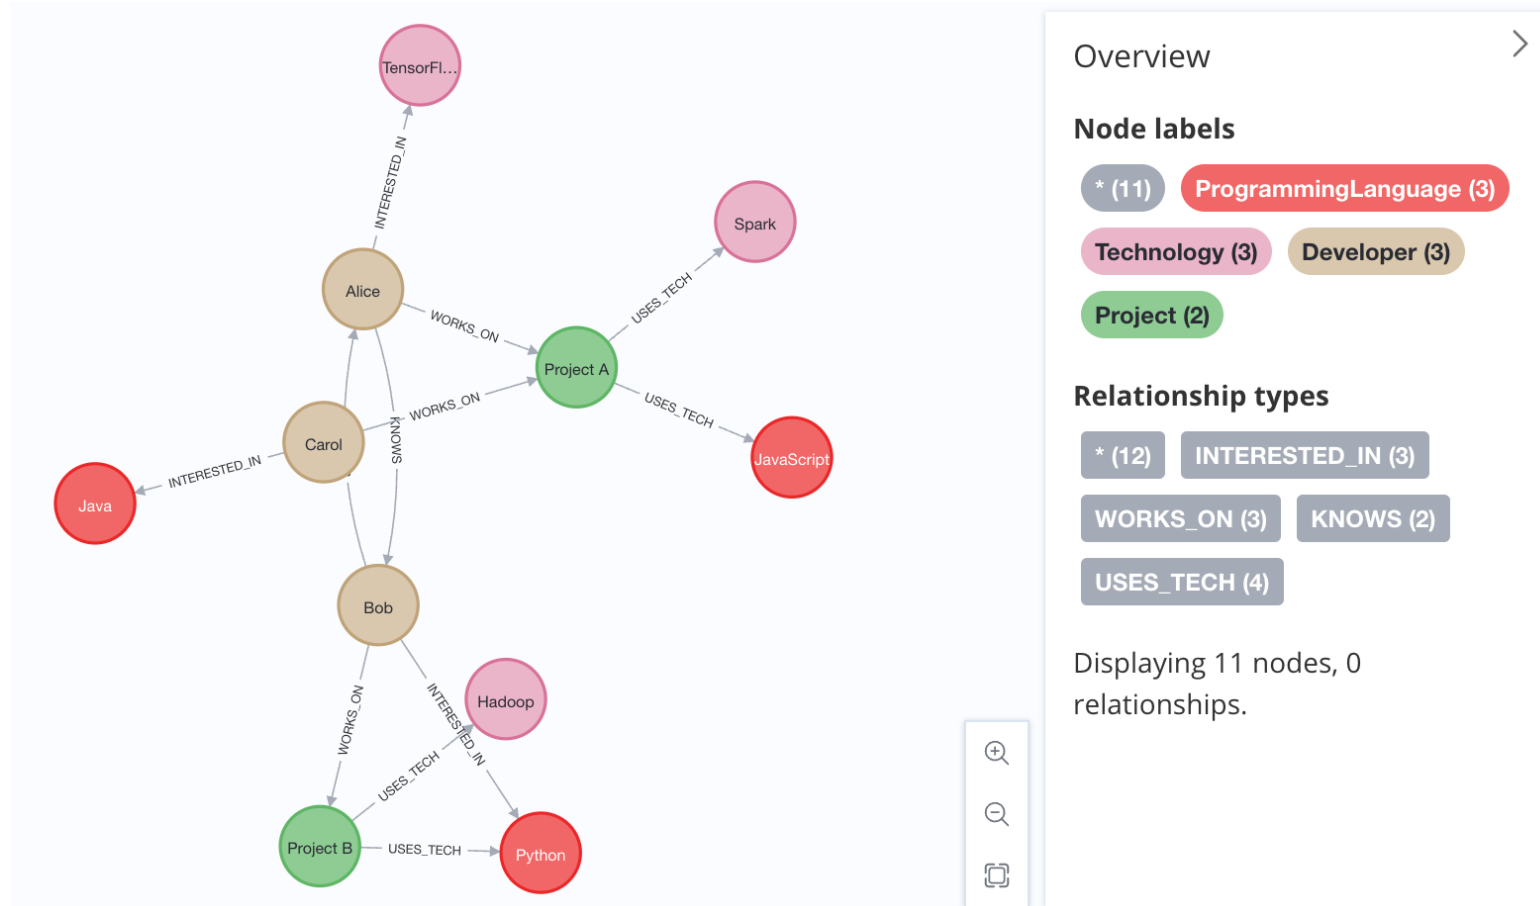 TensorFl...
INTERESTED_IN
Spark
Alice
USES_TECH
WORKS_ON
Project A
WORKS_ON
USES_TECH
KNOWS
Carol
JavaScript
INTERESTED_IN
Java
Bob
WORKS_ON
INTERESTED_IN
Hadoop
USES_TECH
Project B
USES_TECH
Python
Overview
Node labels
* (11)
ProgrammingLanguage (3)
Technology (3)
Developer (3)
Project (2)
Relationship types
* (12)
INTERESTED_IN (3)
WORKS_ON (3)
KNOWS (2)
USES_TECH (4)
Displaying 11 nodes, 0
relationships.